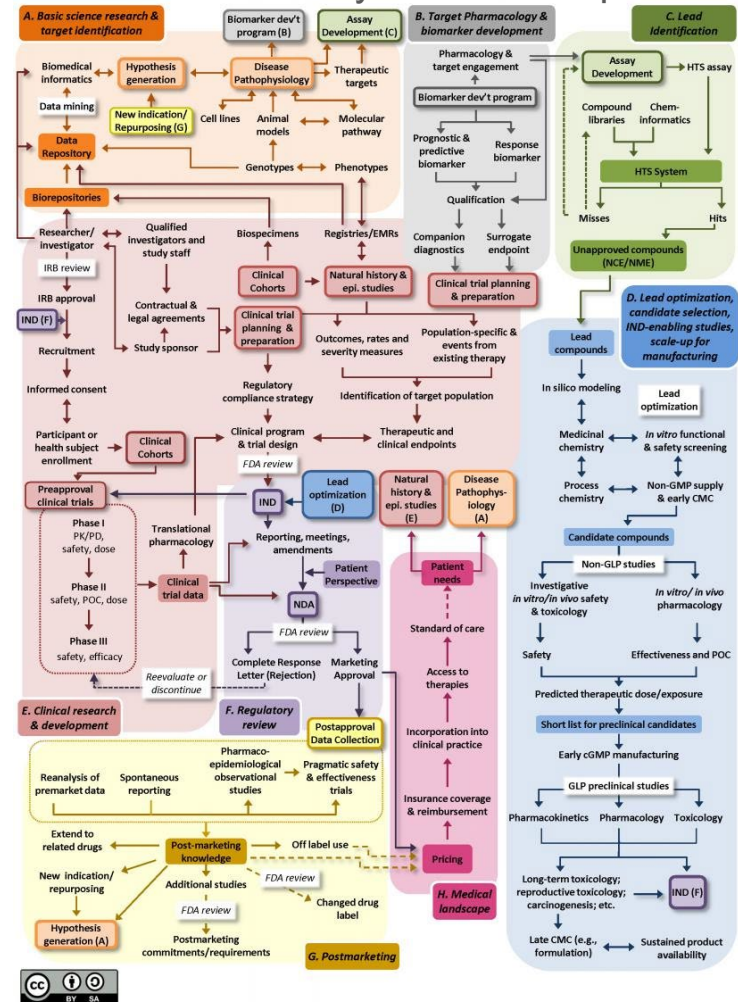 A. Basic science research &
target identification
Biomarker dev't
program (B)
Assay
Development (C)
Biomedical
informatics
Hypothesis
generation
Disease
Pathophysiology
Therapeutic
targets
Data mining
New indication/
Repurposing (G)
Cell lines
Animal
models
Molecular
pathway
Data
Repository
Genotypes
Phenotypes
Biorepositories
B. Target Pharmacology &
biomarker development
Pharmacology &
target engagement
Biomarker dev't program
Prognostic &
predictive
biomarker
Response
biomarker
Qualification
Companion
diagnostics
Surrogate
endpoint
Clinical trial planning
& preparation
C. Lead
Identification
Assay
Development
HTS assay
Compound
libraries
Chem-
informatics
HTS System
Misses
Hits
Unapproved compounds
(NCE/NME)
D. Lead optimization,
candidate selection,
IND-enabling studies,
scale-up for
manufacturing
Lead
compounds
In silico modeling
Lead
optimization
Medicinal
chemistry
In vitro functional
& safety screening
Process
chemistry
Non-GMP supply
& early CMC
Candidate compounds
Non-GLP studies
Investigative
in vitro/in vivo safety
& toxicology
In vitro/ in vivo
pharmacology
Safety
Effectiveness and POC
Predicted therapeutic dose/exposure
Short list for preclinical candidates
Early cGMP manufacturing
GLP preclinical studies
Pharmacokinetics
Pharmacology
Toxicology
Long-term toxicology;
reproductive toxicology;
carcinogenesis; etc.
IND (F)
Late CMC (e.g.,
formulation)
Sustained product
availability
Researcher/
investigator
Qualified
investigators and
study staff
Biospecimens
Registries/EMRs
IRB review
IRB approval
Clinical
Cohorts
Natural history &
epi. studies
IND (F)
Contractual &
legal agreements
Clinical trial
planning &
preparation
Recruitment
Study sponsor
Outcomes, rates and
severity measures
Population-specific &
events from
existing therapy
Informed consent
Regulatory
compliance strategy
Identification of target population
Participant or
health subject
enrollment
Clinical
Cohorts
Clinical program
& trial design
Therapeutic and
clinical endpoints
FDA review
Preapproval
clinical trials
Phase I
PK/PD,
safety, dose
Phase II
safety, POC, dose
Phase III
safety, efficacy
Translational
pharmacology
Clinical
trial data
Reevaluate or
discontinue
E. Clinical research
& development
IND
Lead
optimization
(D)
Reporting, meetings,
amendments
Patient
Perspective
NDA
FDA review
Complete Response
Letter (Rejection)
Marketing
Approval
F. Regulatory
review
Natural
history &
epi. studies
(E)
Disease
Pathophys-
iology
(A)
Patient
needs
Standard of care
Access to
therapies
Incorporation into
clinical practice
Insurance coverage
& reimbursement
Pricing
H. Medical
landscape
Postapproval
Data Collection
Reanalysis of
premarket data
Spontaneous
reporting
Pharmaco-
epidemiological
observational
studies
Pragmatic safety
& effectiveness
trials
Extend to
related drugs
Post-marketing
knowledge
Off label use
New indication/
repurposing
Additional studies
FDA review
Changed drug
label
Hypothesis
generation (A)
FDA review
Postmarketing
commitments/requirements
G. Postmarketing
cc
BY SA